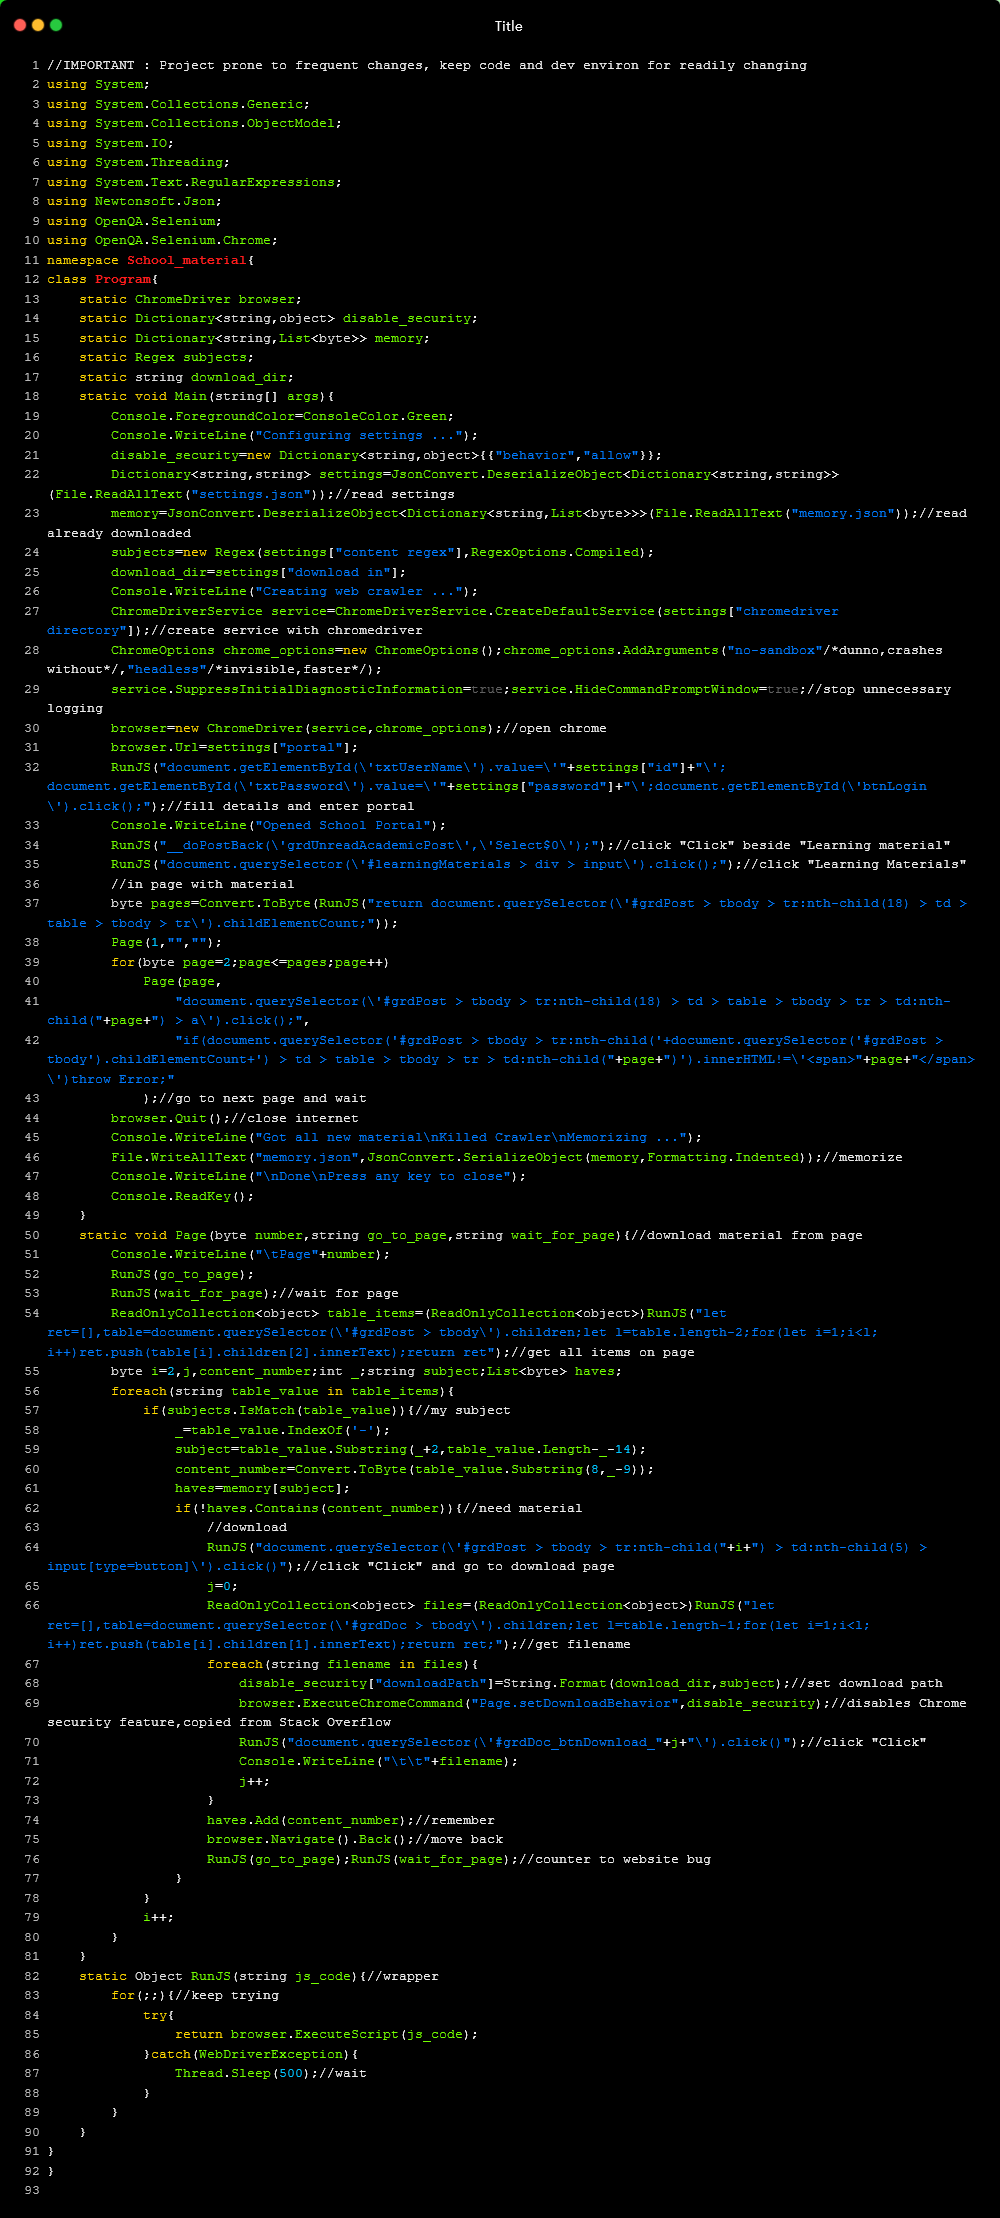 Title
1 //IMPORTANT : Project prone to frequent changes, keep code and dev environ for readily changing
2 using System;
3 using System.Collections.Generic;
4 using System.Collections.ObjectModel;
5 using System.IO;
6 using System.Threading;
7 using System.Text.RegularExpressions;
8 using Newtonsoft.Json;
9 using OpenQA.Selenium;
10 using OpenQA.Selenium.Chrome;
11 namespace School_material{
12 class Program{
13     static ChromeDriver browser;
14     static Dictionary<string,object> disable_security;
15     static Dictionary<string,List<byte>> memory;
16     static Regex subjects;
17     static string download_dir;
18     static void Main(string[] args){
19         Console.ForegroundColor=ConsoleColor.Green;
20         Console.WriteLine("Configuring settings ...");
21         disable_security=new Dictionary<string,object>{{"behavior","allow"}};
22         Dictionary<string,string> settings=JsonConvert.DeserializeObject<Dictionary<string,string>>
(File.ReadAllText("settings.json"));//read settings
23         memory=JsonConvert.DeserializeObject<Dictionary<string,List<byte>>>(File.ReadAllText("memory.json"));//read
already downloaded
24         subjects=new Regex(settings["content regex"],RegexOptions.Compiled);
25         download_dir=settings["download in"];
26         Console.WriteLine("Creating web crawler ...");
27         ChromeDriverService service=ChromeDriverService.CreateDefaultService(settings["chromedriver
directory"]);//create service with chromedriver
28         ChromeOptions chrome_options=new ChromeOptions();chrome_options.AddArguments("no-sandbox"/*dunno,crashes
without*/,"headless"/*invisible,faster*/);
29         service.SuppressInitialDiagnosticInformation=true;service.HideCommandPromptWindow=true;//stop unnecessary
logging
30         browser=new ChromeDriver(service,chrome_options);//open chrome
31         browser.Url=settings["portal"];
32         RunJS("document.getElementById(\'txtUserName\').value=\'"+settings["id"]+"\';
document.getElementById(\'txtPassword\').value=\'"+settings["password"]+"\';document.getElementById(\'btnLogin
\').click();");//fill details and enter portal
33         Console.WriteLine("Opened School Portal");
34         RunJS("__doPostBack(\'grdUnreadAcademicPost\',\'Select$0\');");//click "Click" beside "Learning material"
35         RunJS("document.querySelector(\'#learningMaterials > div > input\').click();");//click "Learning Materials"
36         //in page with material
37         byte pages=Convert.ToByte(RunJS("return document.querySelector(\'#grdPost > tbody > tr:nth-child(18) > td >
table > tbody > tr\').childElementCount;"));
38         Page(1,"","");
39         for(byte page=2;page<=pages;page++)
40             Page(page,
41                 "document.querySelector(\'#grdPost > tbody > tr:nth-child(18) > td > table > tbody > tr > td:nth-
child("+page+") > a\').click();",
42                 "if(document.querySelector('#grdPost > tbody > tr:nth-child('+document.querySelector('#grdPost >
tbody').childElementCount+') > td > table > tbody > tr > td:nth-child("+page+")').innerHTML!=\'<span>"+page+"</span>
\')throw Error;"
43             );//go to next page and wait
44         browser.Quit();//close internet
45         Console.WriteLine("Got all new material\nKilled Crawler\nMemorizing ...");
46         File.WriteAllText("memory.json",JsonConvert.SerializeObject(memory,Formatting.Indented));//memorize
47         Console.WriteLine("\nDone\nPress any key to close");
48         Console.ReadKey();
49     }
50     static void Page(byte number,string go_to_page,string wait_for_page){//download material from page
51         Console.WriteLine("\tPage"+number);
52         RunJS(go_to_page);
53         RunJS(wait_for_page);//wait for page
54         ReadOnlyCollection<object> table_items=(ReadOnlyCollection<object>)RunJS("let
ret=[],table=document.querySelector(\'#grdPost > tbody\').children;let l=table.length-2;for(let i=1;i<l;
i++)ret.push(table[i].children[2].innerText);return ret");//get all items on page
55         byte i=2,j,content_number;int _;string subject;List<byte> haves;
56         foreach(string table_value in table_items){
57             if(subjects.IsMatch(table_value)){//my subject
58                 _=table_value.IndexOf('-');
59                 subject=table_value.Substring(_+2,table_value.Length-_-14);
60                 content_number=Convert.ToByte(table_value.Substring(8,_-9));
61                 haves=memory[subject];
62                 if(!haves.Contains(content_number)){//need material
63                     //download
64                     RunJS("document.querySelector(\'#grdPost > tbody > tr:nth-child("+i+") > td:nth-child(5) >
input[type=button]\').click()");//click "Click" and go to download page
65                     j=0;
66                     ReadOnlyCollection<object> files=(ReadOnlyCollection<object>)RunJS("let
ret=[],table=document.querySelector(\'#grdDoc > tbody\').children;let l=table.length-1;for(let i=1;i<l;
i++)ret.push(table[i].children[1].innerText);return ret;");//get filename
67                     foreach(string filename in files){
68                         disable_security["downloadPath"]=String.Format(download_dir,subject);//set download path
69                         browser.ExecuteChromeCommand("Page.setDownloadBehavior",disable_security);//disables Chrome
security feature,copied from Stack Overflow
70                         RunJS("document.querySelector(\'#grdDoc_btnDownload_"+j+"\').click()");//click "Click"
71                         Console.WriteLine("\t\t"+filename);
72                         j++;
73                     }
74                     haves.Add(content_number);//remember
75                     browser.Navigate().Back();//move back
76                     RunJS(go_to_page);RunJS(wait_for_page);//counter to website bug
77                 }
78             }
79             i++;
80         }
81     }
82     static Object RunJS(string js_code){//wrapper
83         for(;;){//keep trying
84             try{
85                 return browser.ExecuteScript(js_code);
86             }catch(WebDriverException){
87                 Thread.Sleep(500);//wait
88             }
89         }
90     }
91 }
92 }
93